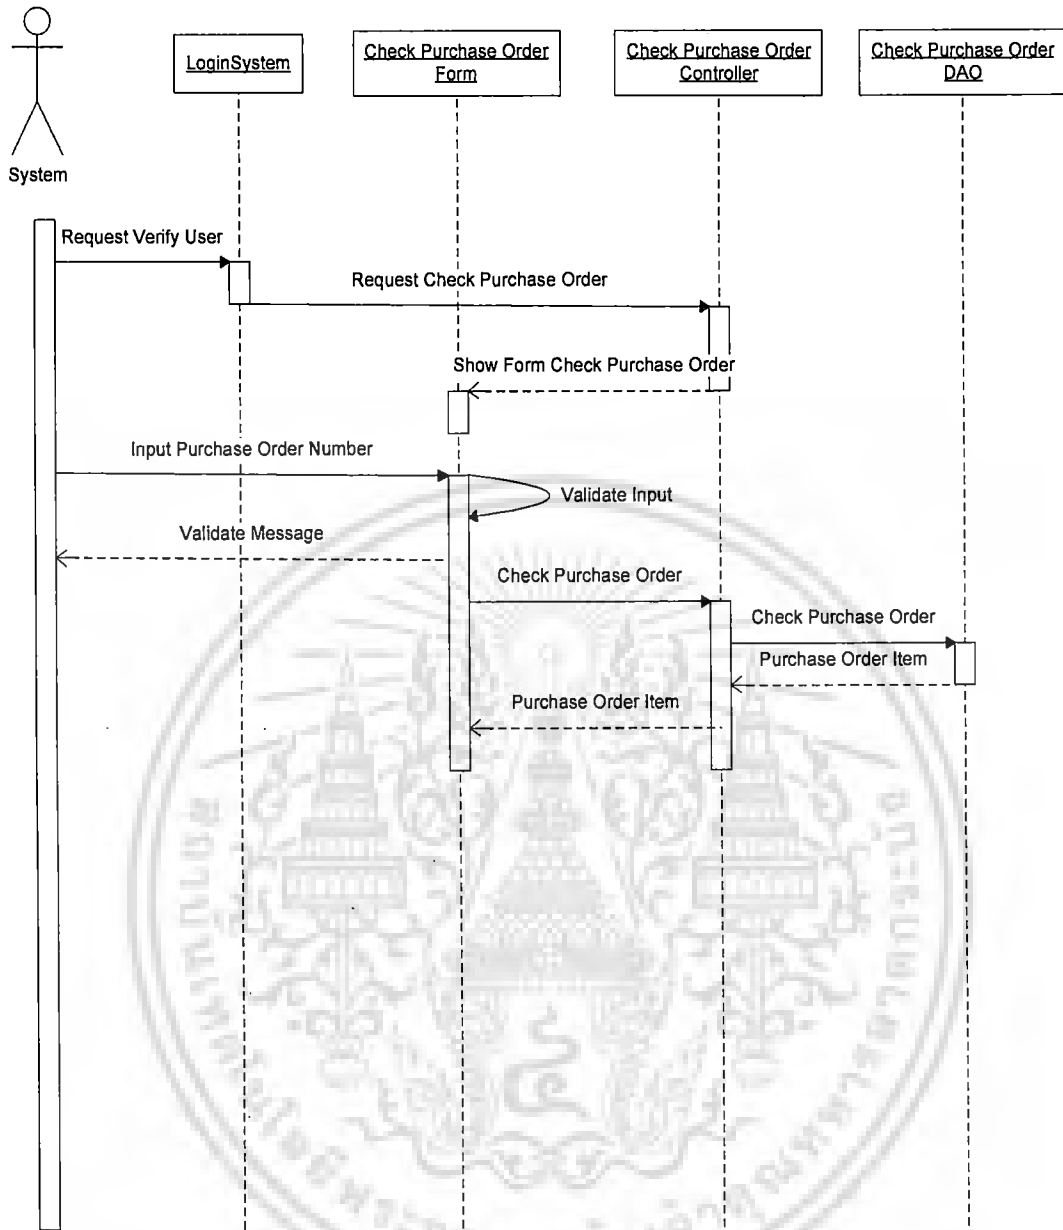 LoginSystem
Check Purchase Order
Form
Check Purchase Order
Controller
Check Purchase Order
DAO
System
Request Verify User
Request Check Purchase Order
Show Form Check Purchase Order
Input Purchase Order Number
Validate Input
Validate Message
Check Purchase Order
Check Purchase Order
Purchase Order Item
Purchase Order Item